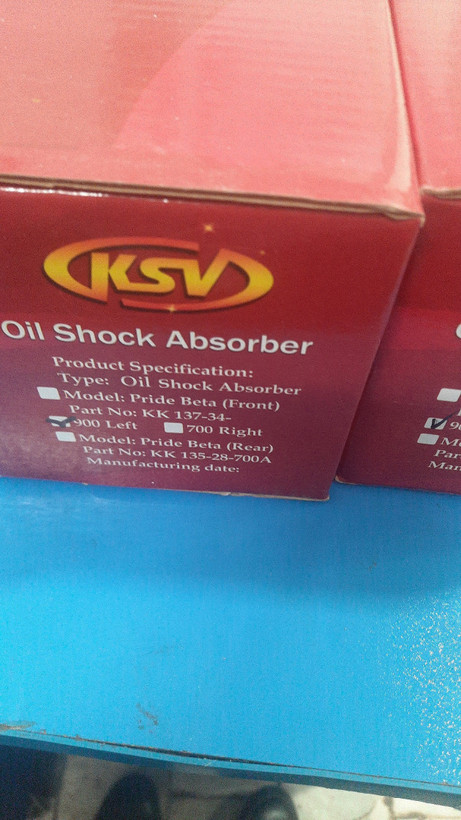 KSV
Oil Shock Absorber
Product Specification:
Type: Oil Shock Absorber
Model: Pride Beta (Front)
Part No: KK 137-34-
900 Left 700 Right
Model: Pride Beta (Rear)
Part No: KK 135-28-700A
Manufacturing date: